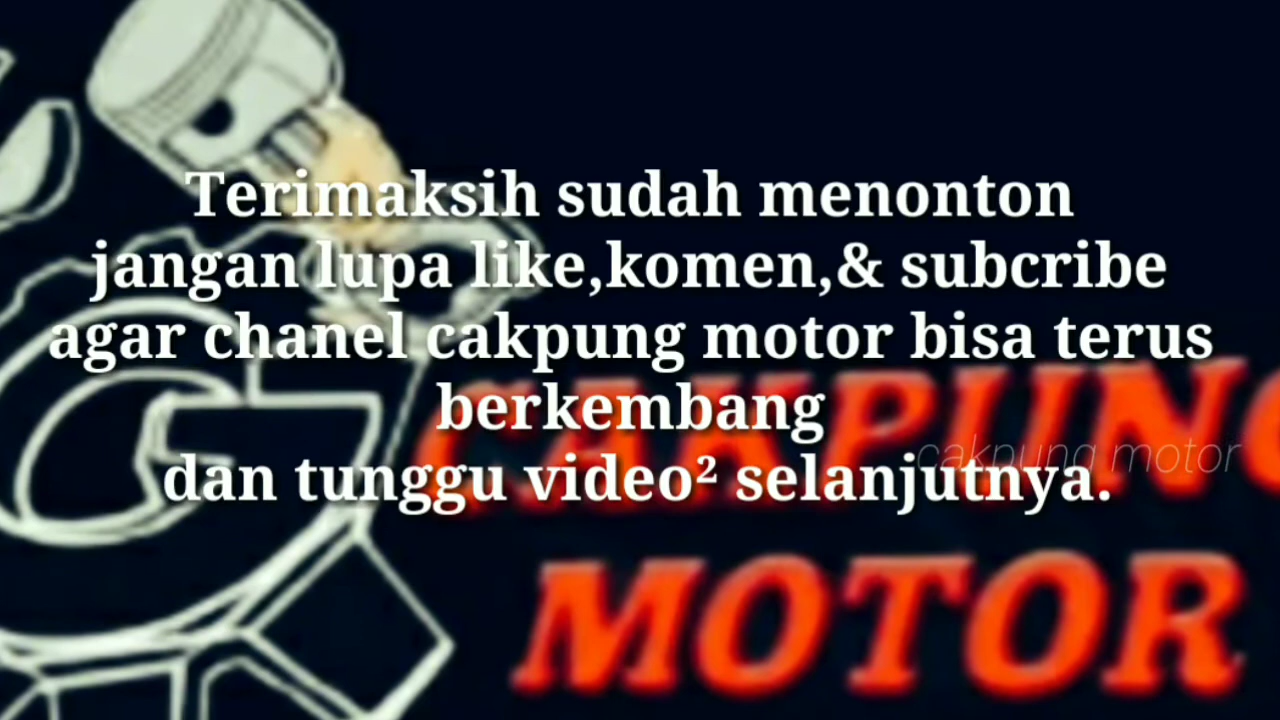 Terimaksih sudah menonton
jangan lupa like,komen,& subcribe
agar chanel cakpung motor bisa terus
berkembang
dan tunggu video² selanjutnya.
cakpung motor
CAKPUNG
MOTOR